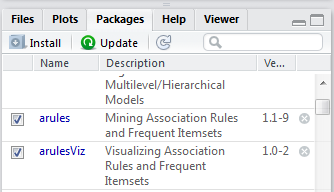 Files Plots Packages Help Viewer
Install Update
Name Description Ve...
Multilevel/Hierarchical
Models
arules Mining Association Rules 1.1-9
and Frequent Itemsets
arulesViz Visualizing Association 1.0-2
Rules and Frequent
Itemsets